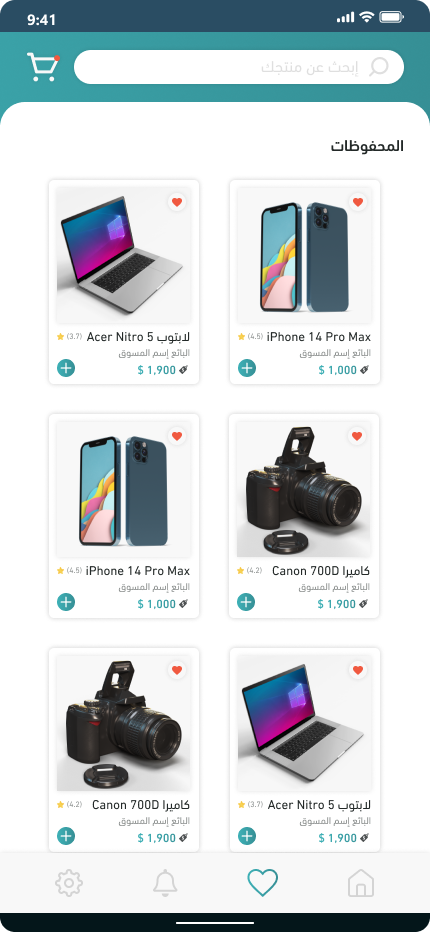 9:41
إبحث عن منتجك
المحفوظات
iPhone 14 Pro Max (4.5)
البائع إسم المسوق
1,000 $
لابتوب Acer Nitro 5 (3.7)
البائع إسم المسوق
1,900 $
كاميرا Canon 700D (4.2)
البائع إسم المسوق
1,900 $
iPhone 14 Pro Max (4.5)
البائع إسم المسوق
1,000 $
لابتوب Acer Nitro 5 (3.7)
البائع إسم المسوق
1,900 $
كاميرا Canon 700D (4.2)
البائع إسم المسوق
1,900 $